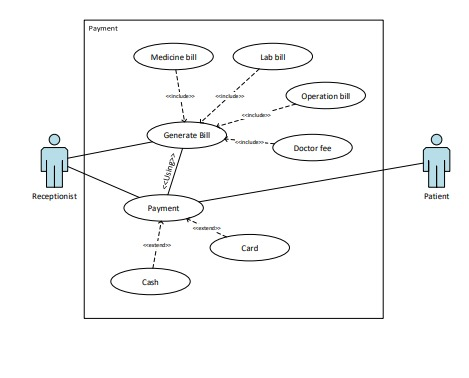 Payment
Medicine bill
Lab bill
<<include>>
<<include>>
Operation bill
<<include>>
Generate Bill
<<include>>
Doctor fee
<<Using>>
Receptionist
Patient
Payment
<<extend>>
<<extend>>
Card
Cash